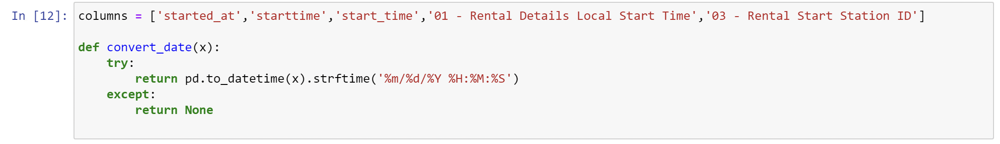 In [12]: columns = ['started_at','starttime','start_time','01 - Rental Details Local Start Time','03 - Rental Start Station ID']
def convert_date(x):
    try:
        return pd.to_datetime(x).strftime('%m/%d/%Y %H:%M:%S')
    except:
        return None